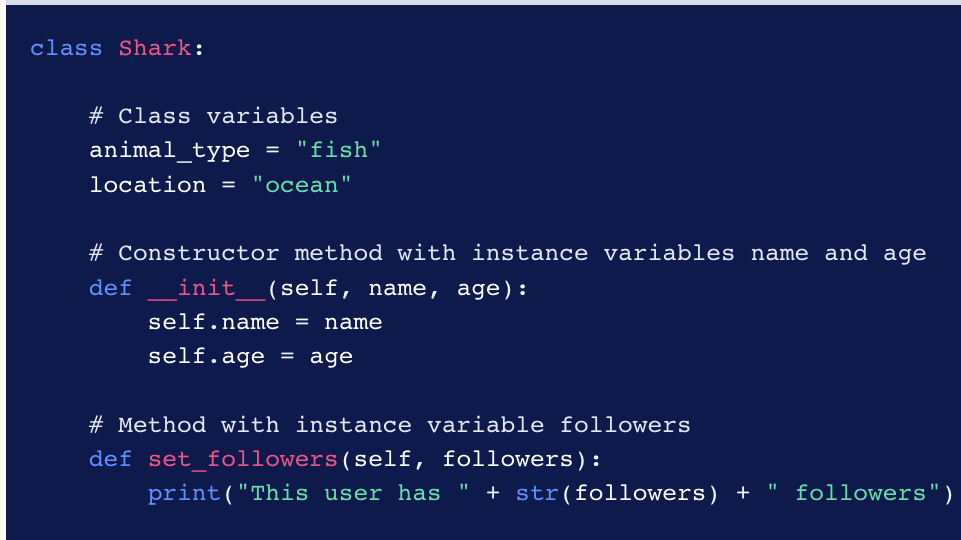 class Shark:
# Class variables
animal_type = "fish"
location = "ocean"
# Constructor method with instance variables name and age
def __init__(self, name, age):
self.name = name
self.age = age
# Method with instance variable followers
def set_followers(self, followers):
print("This user has " + str(followers) + " followers")